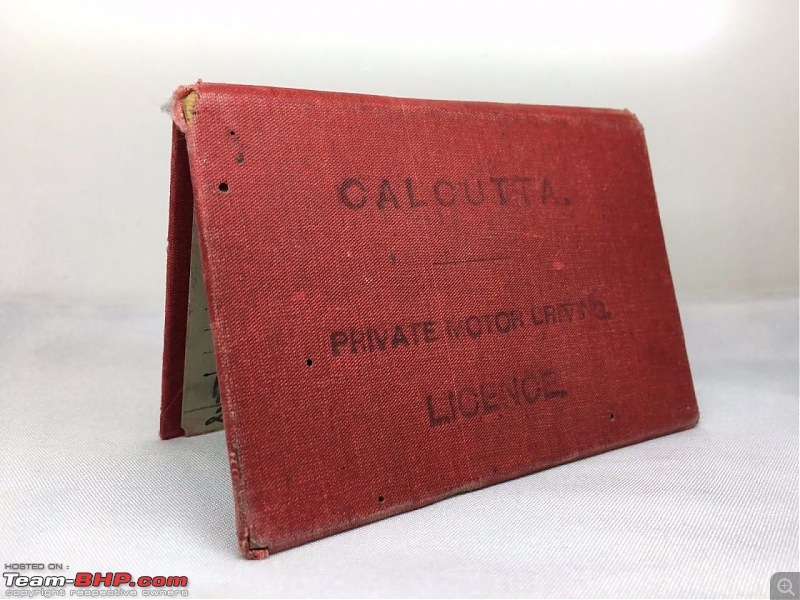 CALCUTTA.
PRIVATE MOTOR DRIVING.
LICENCE.
HOSTED ON :
Team-BHP.com
copyright respective owners